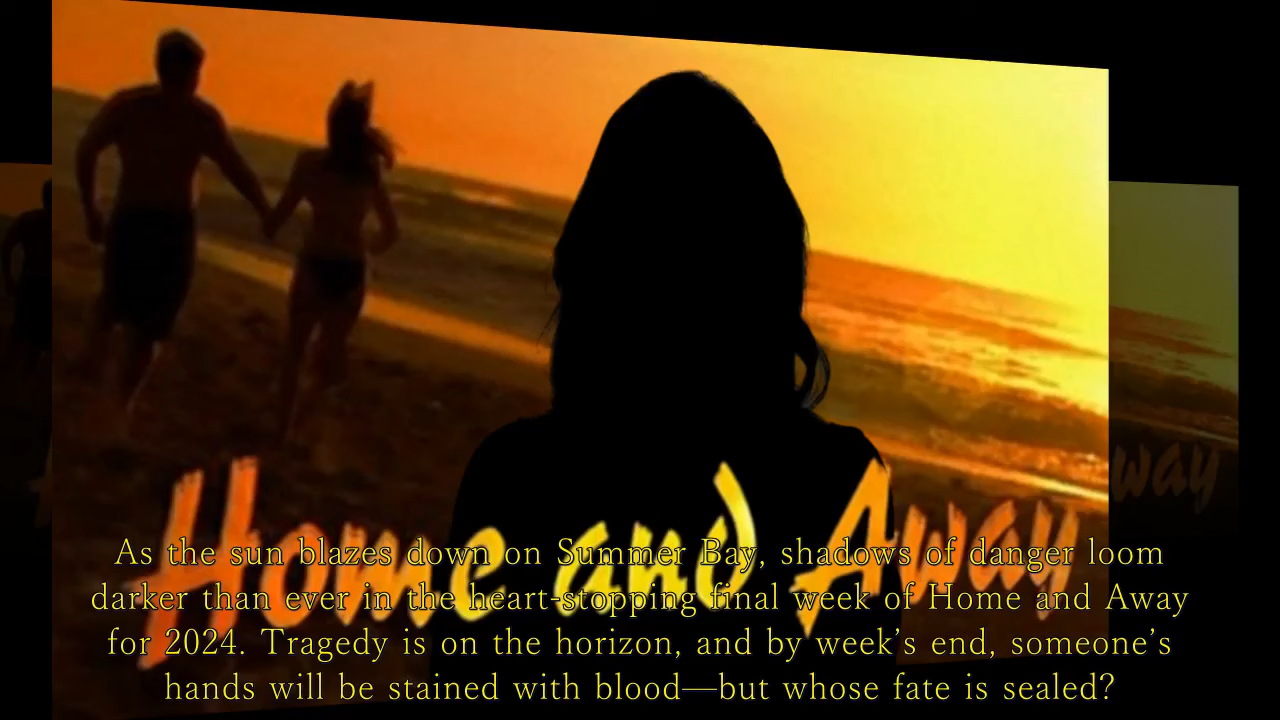 Home and Away
way
As the sun blazes down on Summer Bay, shadows of danger loom
darker than ever in the heart-stopping final week of Home and Away
for 2024. Tragedy is on the horizon, and by week’s end, someone’s
hands will be stained with blood—but whose fate is sealed?